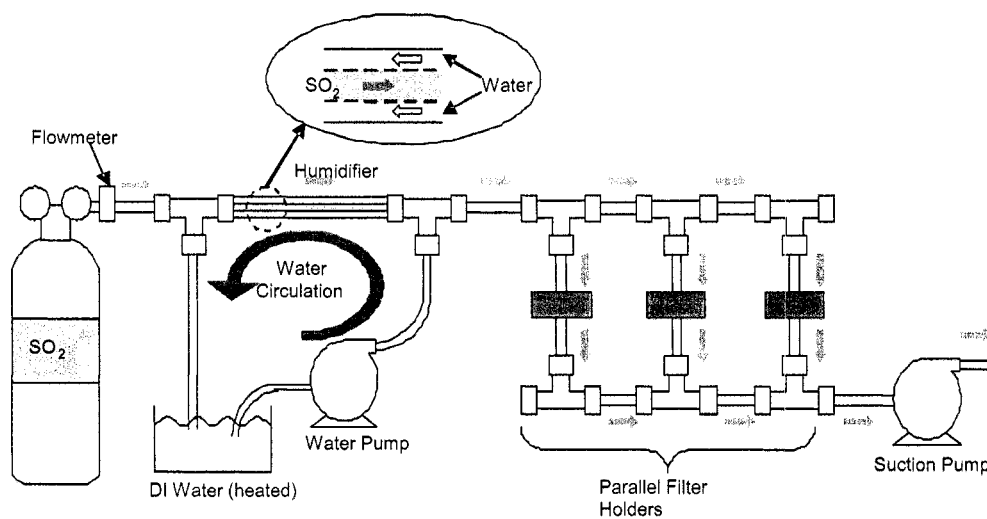 SO2
Water
Flowmeter
Humidifier
Water
Circulation
SO2
Water Pump
DI Water (heated)
Parallel Filter
Holders
Suction Pump